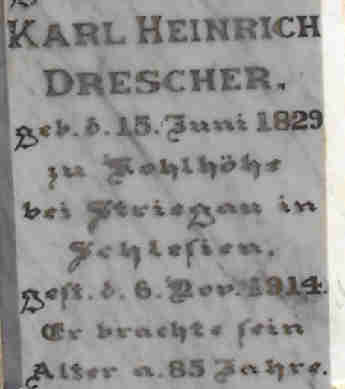 KARL HEINRICH
DRESCHER,
geb. d. 15. Juni 1829
zu Kohlhöhe
bei Striegau in
Schlesien,
gest. d. 6. Nov. 1914.
Er brachte sein
Alter a. 85 Jahre.